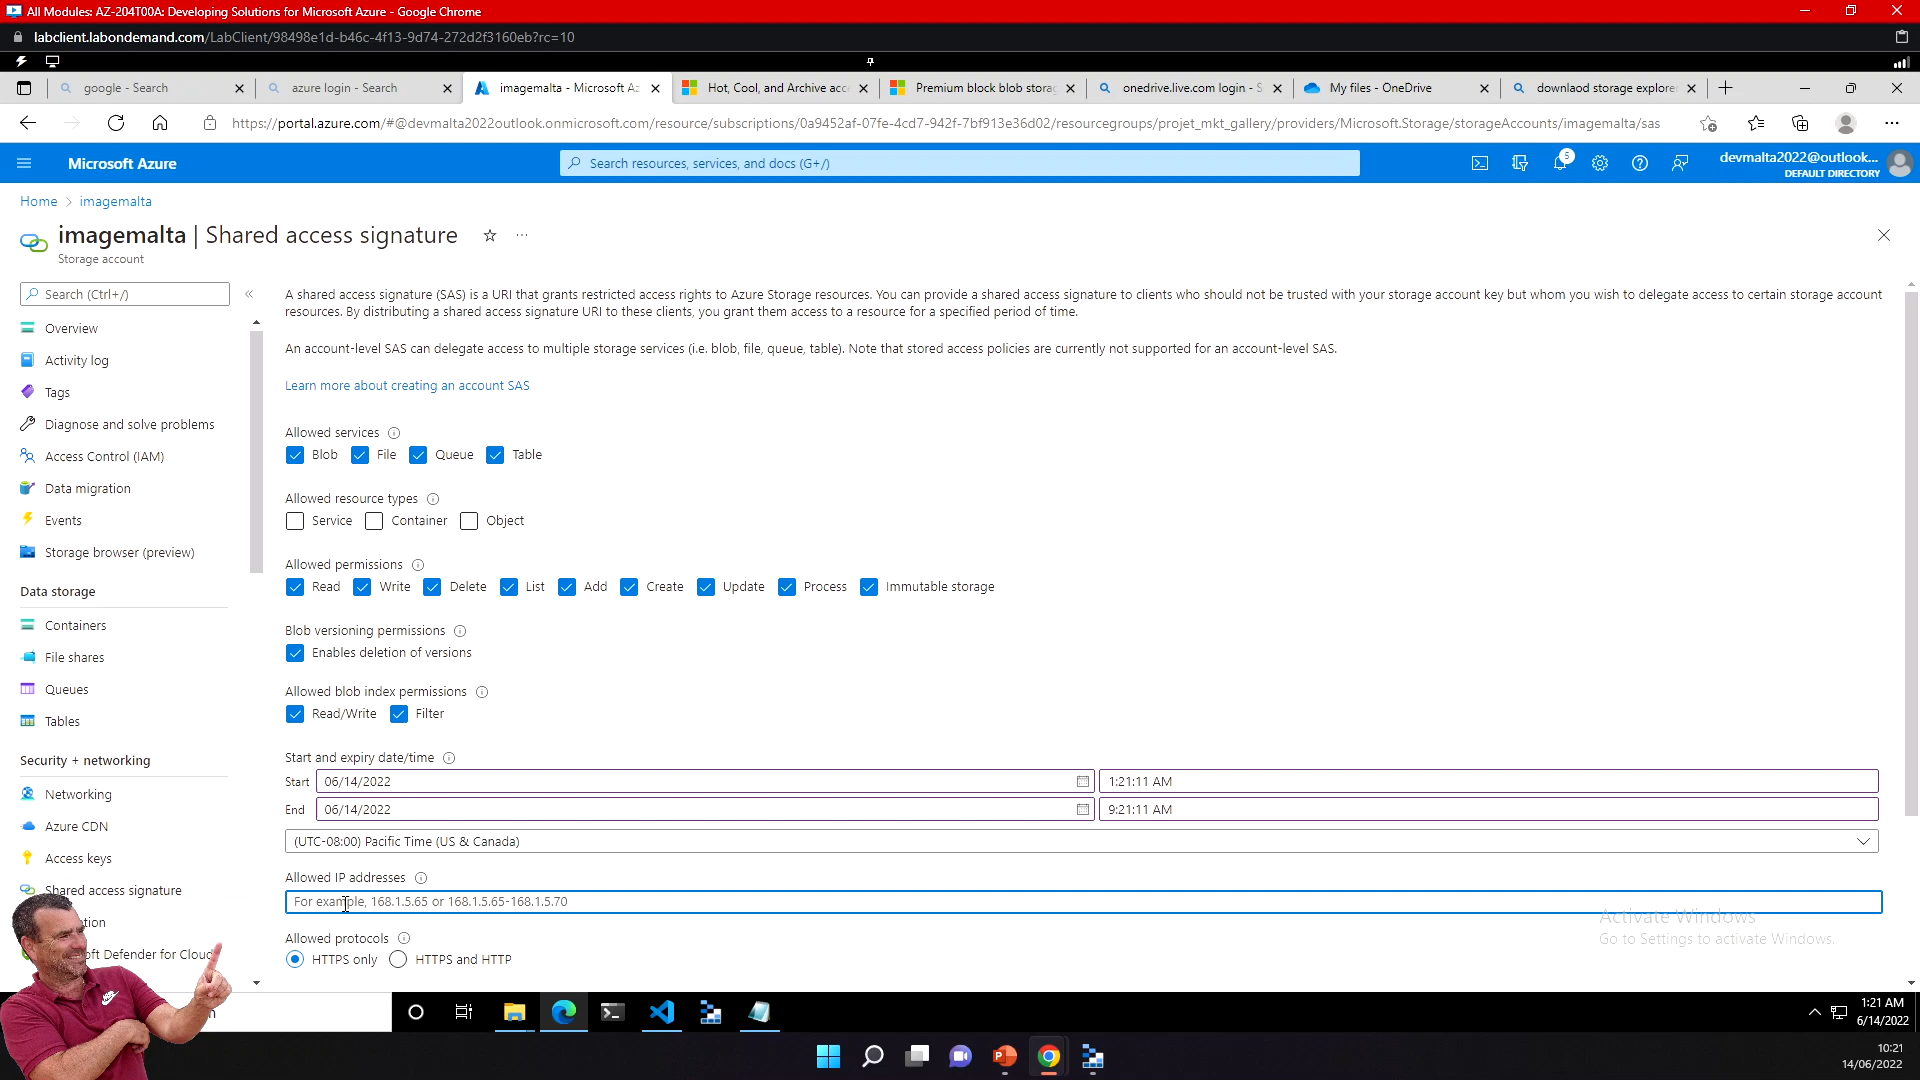 All Modules: AZ-204T00A: Developing Solutions for Microsoft Azure - Google Chrome
labclient.labondemand.com/LabClient/98498e1d-b46c-4f13-9d74-272d2f3160eb?rc=10
google - Search
azure login - Search
imagemalta - Microsoft Az
Hot, Cool, and Archive acc
Premium block blob stora
onedrive.live.com login - S
My files - OneDrive
downlaod storage explore
https://portal.azure.com/#@devmalta2022outlook.onmicrosoft.com/resource/subscriptions/0a9452af-07fe-4cd7-942f-7bf913e36d02/resourcegroups/projet_mkt_gallery/providers/Microsoft.Storage/storageAccounts/imagemalta/sas
Microsoft Azure
Search resources, services, and docs (G+/)
5
devmalta2022@outlook...
DEFAULT DIRECTORY
Home > imagemalta
imagemalta | Shared access signature
Storage account
Search (Ctrl+/)
Overview
Activity log
Tags
Diagnose and solve problems
Access Control (IAM)
Data migration
Events
Storage browser (preview)
Data storage
Containers
File shares
Queues
Tables
Security + networking
Networking
Azure CDN
Access keys
Shared access signature
tion
oft Defender for Cloud
A shared access signature (SAS) is a URI that grants restricted access rights to Azure Storage resources. You can provide a shared access signature to clients who should not be trusted with your storage account key but whom you wish to delegate access to certain storage account
resources. By distributing a shared access signature URI to these clients, you grant them access to a resource for a specified period of time.
An account-level SAS can delegate access to multiple storage services (i.e. blob, file, queue, table). Note that stored access policies are currently not supported for an account-level SAS.
Learn more about creating an account SAS
Allowed services
Blob File Queue Table
Allowed resource types
Service Container Object
Allowed permissions
Read Write Delete List Add Create Update Process Immutable storage
Blob versioning permissions
Enables deletion of versions
Allowed blob index permissions
Read/Write Filter
Start and expiry date/time
Start 06/14/2022 1:21:11 AM
End 06/14/2022 9:21:11 AM
(UTC-08:00) Pacific Time (US & Canada)
Allowed IP addresses
For example, 168.1.5.65 or 168.1.5.65-168.1.5.70
Allowed protocols
HTTPS only HTTPS and HTTP
Activate Windows
Go to Settings to activate Windows.
1:21 AM
6/14/2022
10:21
14/06/2022